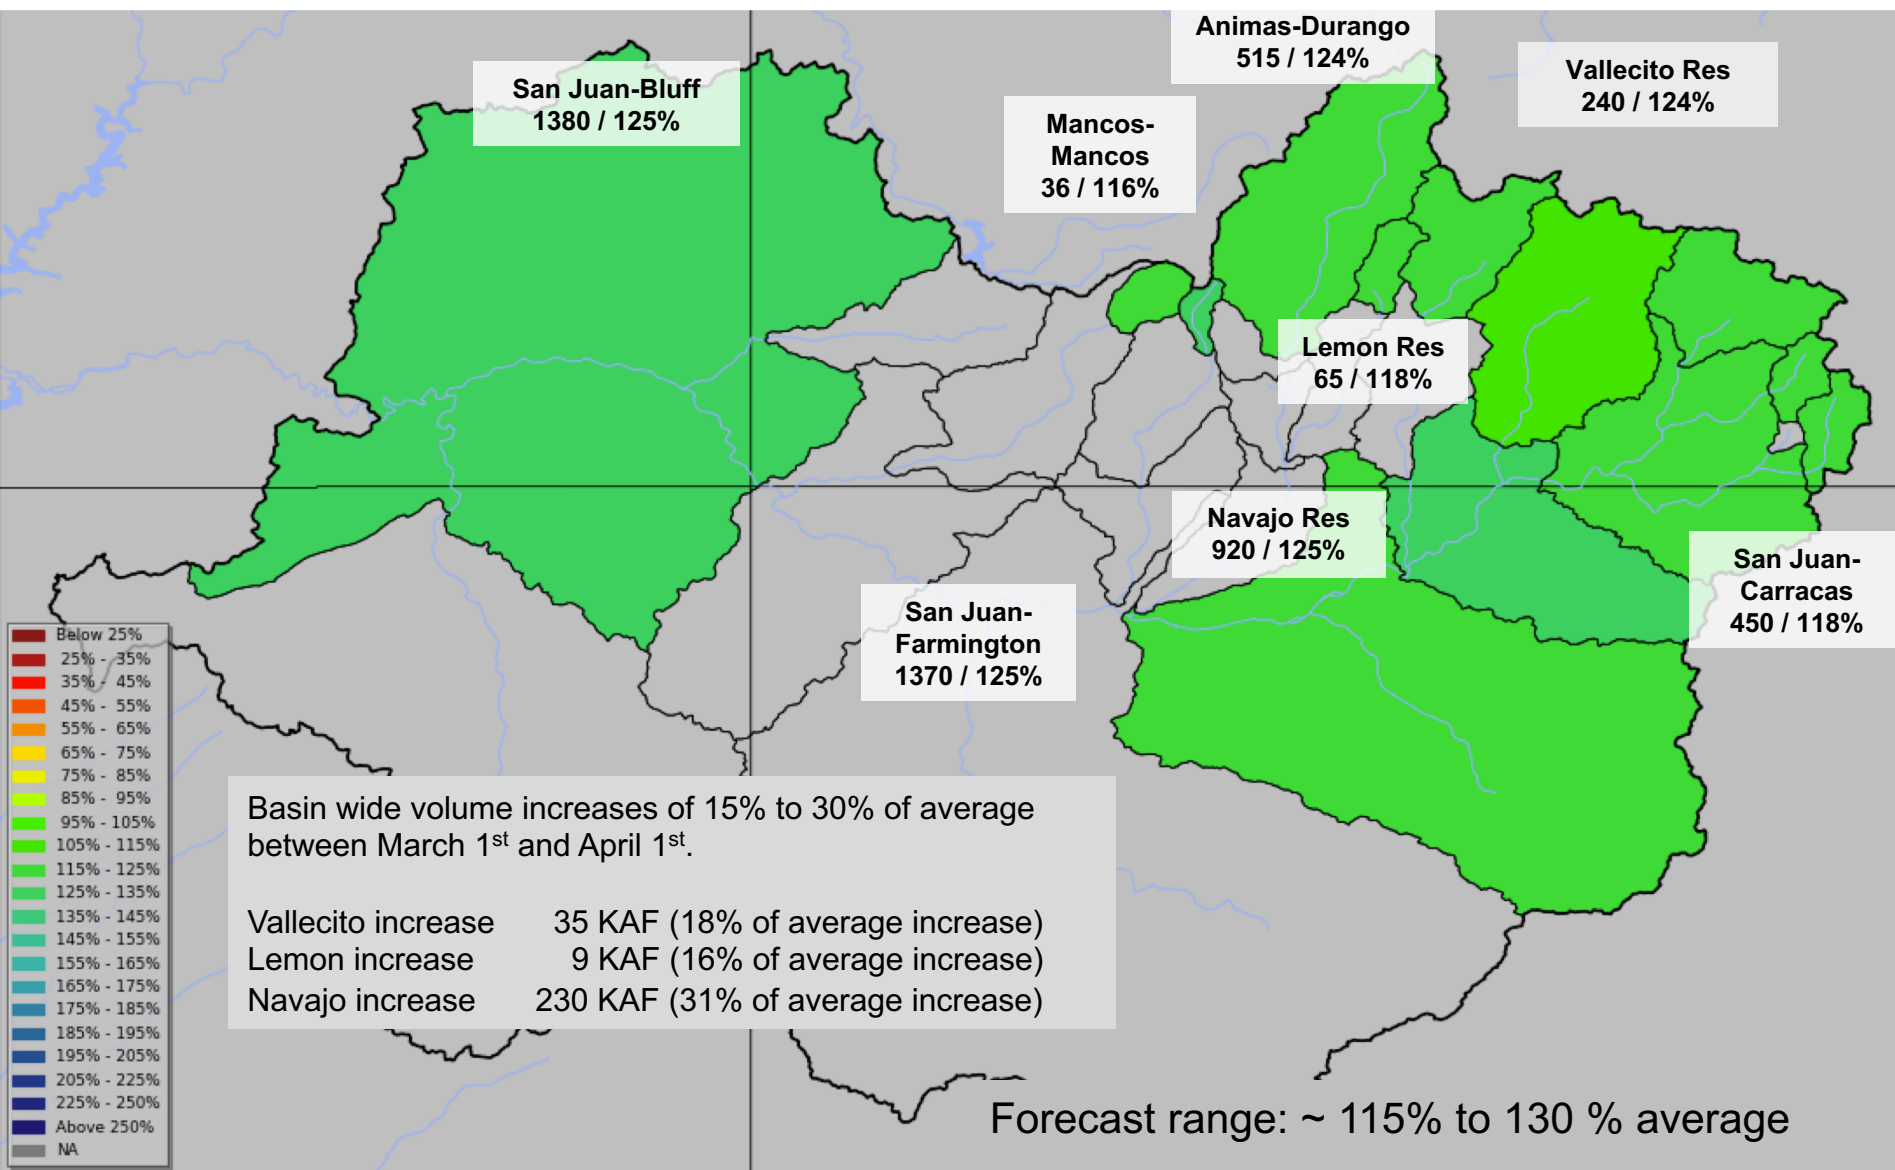 Animas-Durango
515 / 124%
San Juan-Bluff
1380 / 125%
Vallecito Res
240 / 124%
Mancos-
Mancos
36 / 116%
Lemon Res
65 / 118%
Navajo Res
920 / 125%
San Juan-
Carracas
450 / 118%
San Juan-
Farmington
1370 / 125%
Below 25%
25% - 35%
35% - 45%
45% - 55%
55% - 65%
65% - 75%
75% - 85%
85% - 95%
95% - 105%
105% - 115%
115% - 125%
125% - 135%
135% - 145%
145% - 155%
155% - 165%
165% - 175%
175% - 185%
185% - 195%
195% - 205%
205% - 225%
225% - 250%
Above 250%
NA
Basin wide volume increases of 15% to 30% of average
between March 1st and April 1st.
Vallecito increase 35 KAF (18% of average increase)
Lemon increase 9 KAF (16% of average increase)
Navajo increase 230 KAF (31% of average increase)
Forecast range: ~ 115% to 130 % average